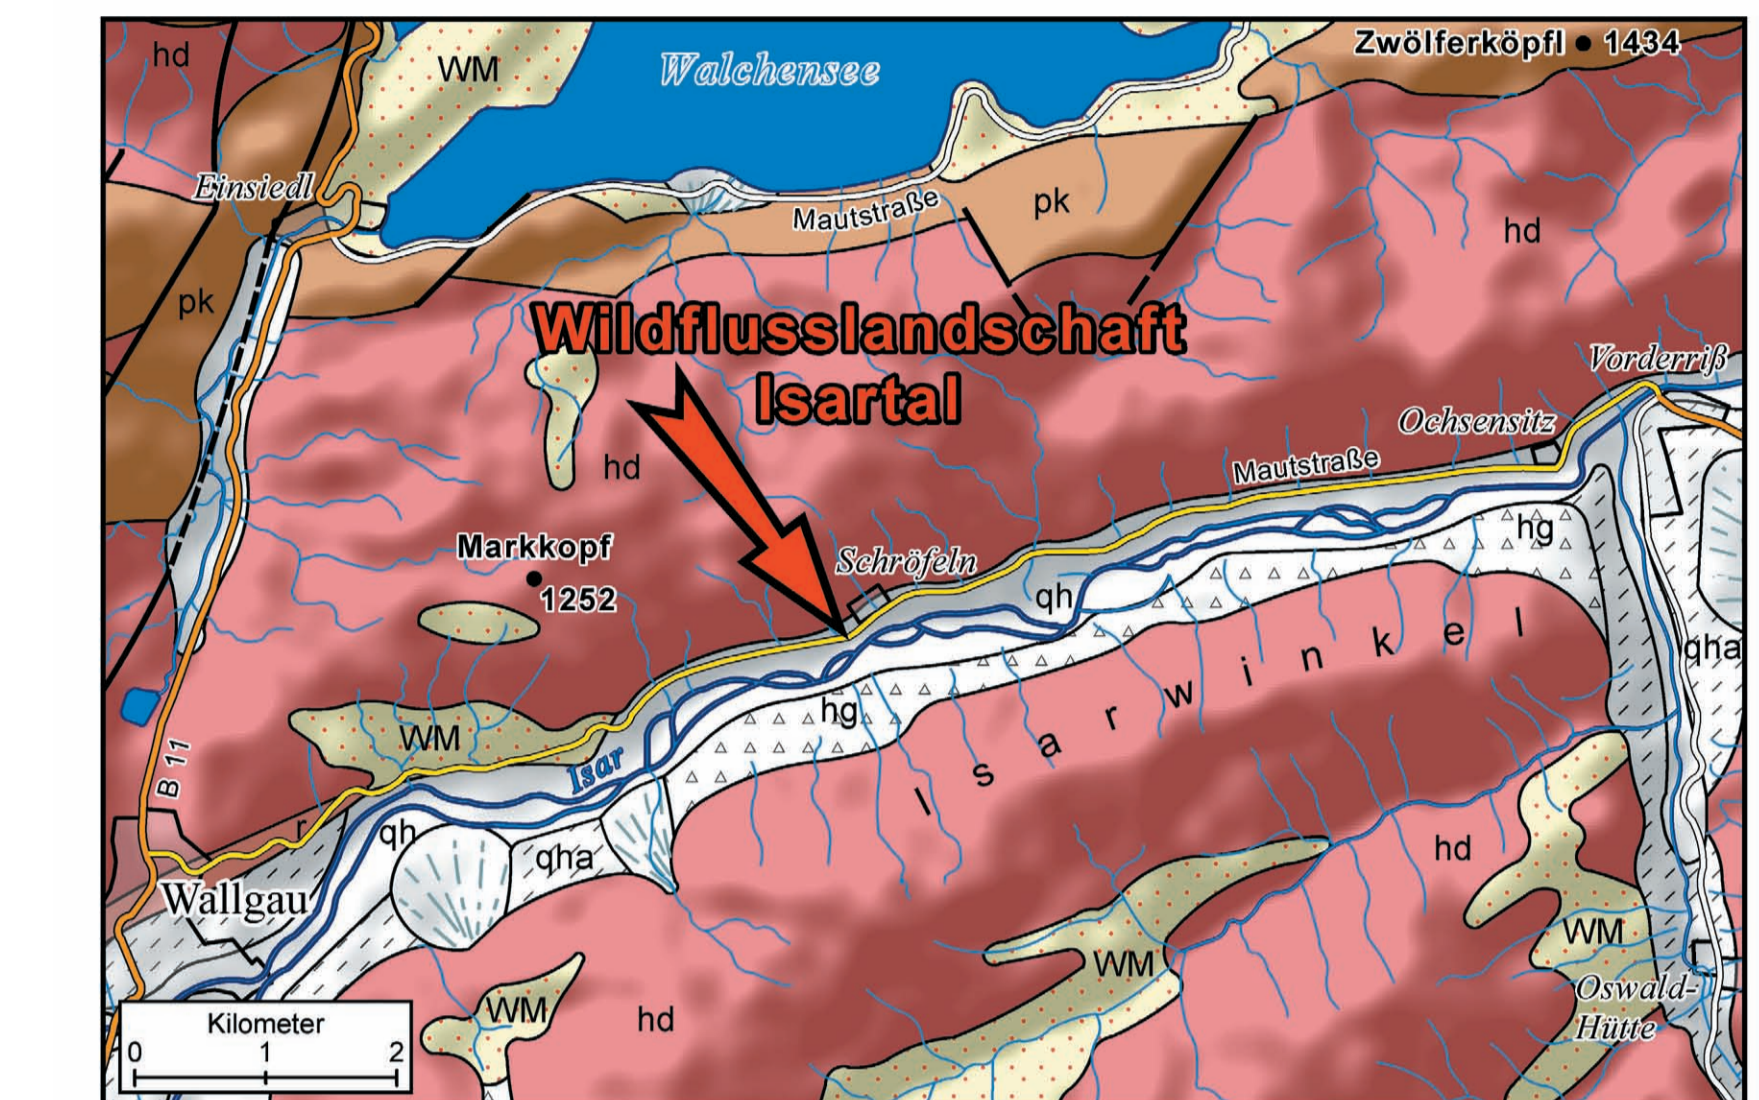 hd
WM
Walchensee
Zwölferköpfl • 1434
Einsiedl
Mautstraße
pk
hd
pk
Wildflusslandschaft
Isartal
Vorderriß
Ochsensitz
Mautstraße
hd
hg
Markkopf
1252
Schröfeln
qh
qha
Isarwinkel
hg
WM
Isar
B 11
r
qh
qha
hd
Wallgau
WM
WM
WM
hd
Oswald-
Hütte
Kilometer
0 1 2